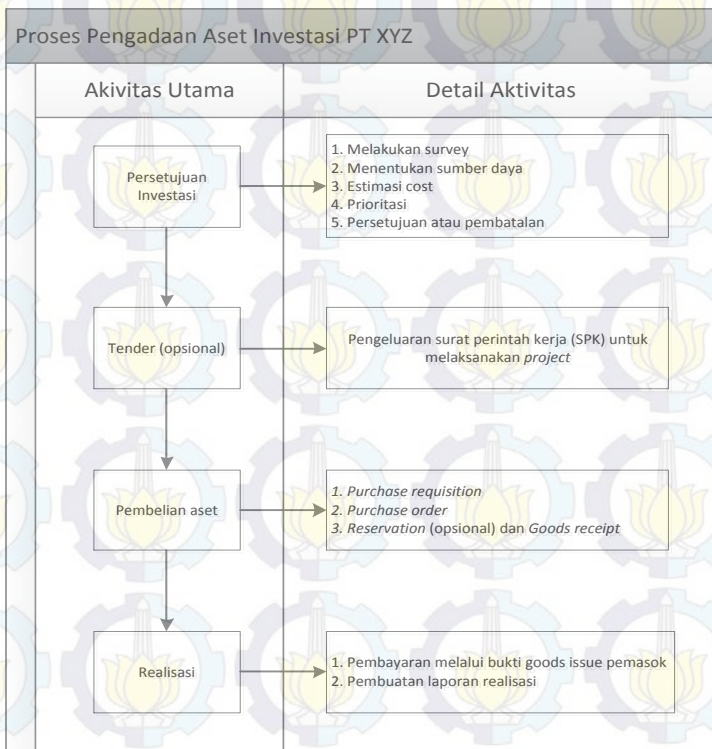 Proses Pengadaan Aset Investasi PT XYZ
Akivitas Utama
Detail Aktivitas
Persetujuan
Investasi
1. Melakukan survey
2. Menentukan sumber daya
3. Estimasi cost
4. Prioritasi
5. Persetujuan atau pembatalan
Tender (opsional)
Pengeluaran surat perintah kerja (SPK) untuk
melaksanakan project
Pembelian aset
1. Purchase requisition
2. Purchase order
3. Reservation (opsional) dan Goods receipt
Realisasi
1. Pembayaran melalui bukti goods issue pemasok
2. Pembuatan laporan realisasi